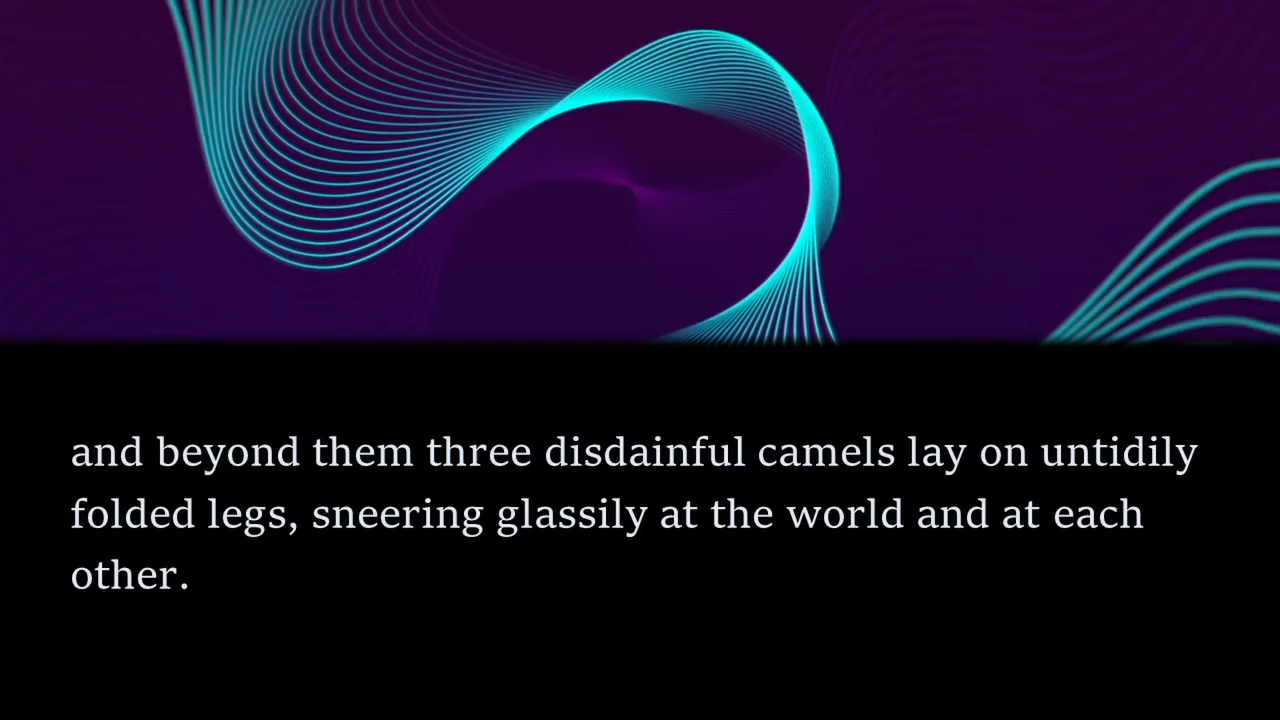 and beyond them three disdainful camels lay on untidily
folded legs, sneering glassily at the world and at each
other.